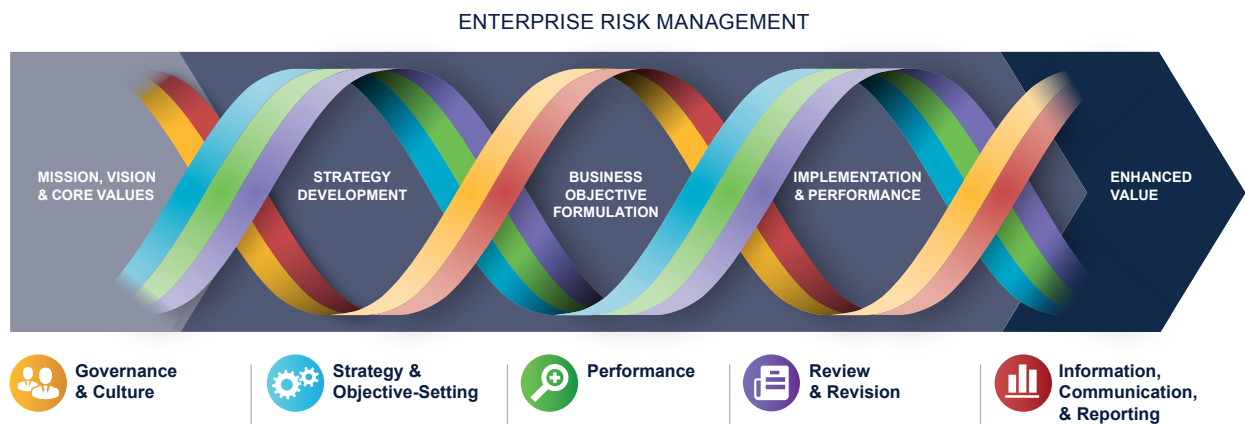 ENTERPRISE RISK MANAGEMENT
MISSION, VISION
& CORE VALUES
STRATEGY
DEVELOPMENT
BUSINESS
OBJECTIVE
FORMULATION
IMPLEMENTATION
& PERFORMANCE
ENHANCED
VALUE
Governance
& Culture
Strategy &
Objective-Setting
Performance
Review
& Revision
Information,
Communication,
& Reporting